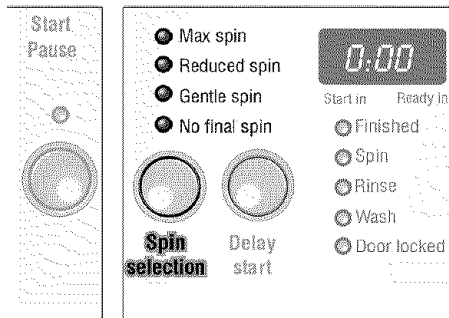 Start
Pause
Max spin
Reduced spin
Gentle spin
No final spin
Spin
selection
Delay
start
0:00
Start in Ready in
Finished
Spin
Rinse
Wash
Door locked